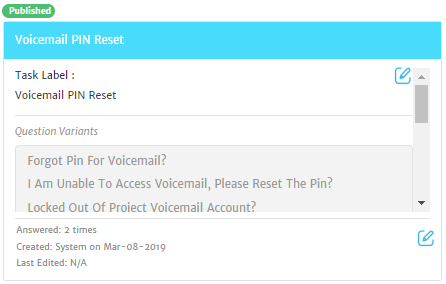 Published
Voicemail PIN Reset
Task Label :
Voicemail PIN Reset
Question Variants
Forgot Pin For Voicemail?
I Am Unable To Access Voicemail, Please Reset The Pin?
Locked Out Of Project Voicemail Account?
Answered: 2 times
Created: System on Mar-08-2019
Last Edited: N/A